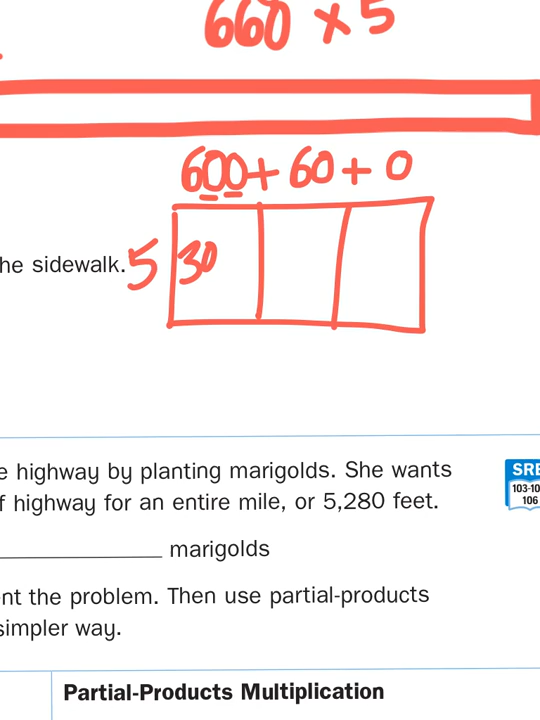 660 x 5
600 + 60 + 0
he sidewalk. 5 30
e highway by planting marigolds. She wants
SRB
f highway for an entire mile, or 5,280 feet.
103-10
106
marigolds
nt the problem. Then use partial-products
simpler way.
Partial-Products Multiplication